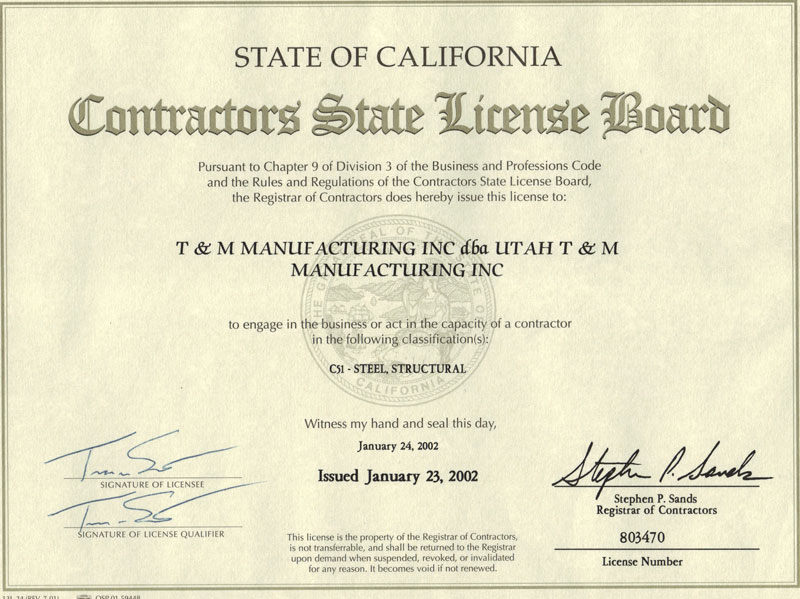 STATE OF CALIFORNIA
Contractors State License Board
Pursuant to Chapter 9 of Division 3 of the Business and Professions Code
and the Rules and Regulations of the Contractors State License Board,
the Registrar of Contractors does hereby issue this license to:
T & M MANUFACTURING INC dba UTAH T & M
MANUFACTURING INC
to engage in the business or act in the capacity of a contractor
in the following classification(s):
C51 - STEEL, STRUCTURAL
CALIFORNIA
Witness my hand and seal this day,
January 24, 2002
Issued January 23, 2002
SIGNATURE OF LICENSEE
SIGNATURE OF LICENSE QUALIFIER
This license is the property of the Registrar of Contractors,
is not transferrable, and shall be returned to the Registrar
upon demand when suspended, revoked, or invalidated
for any reason. It becomes void if not renewed.
Stephen P. Sands
Stephen P. Sands
Registrar of Contractors
803470
License Number